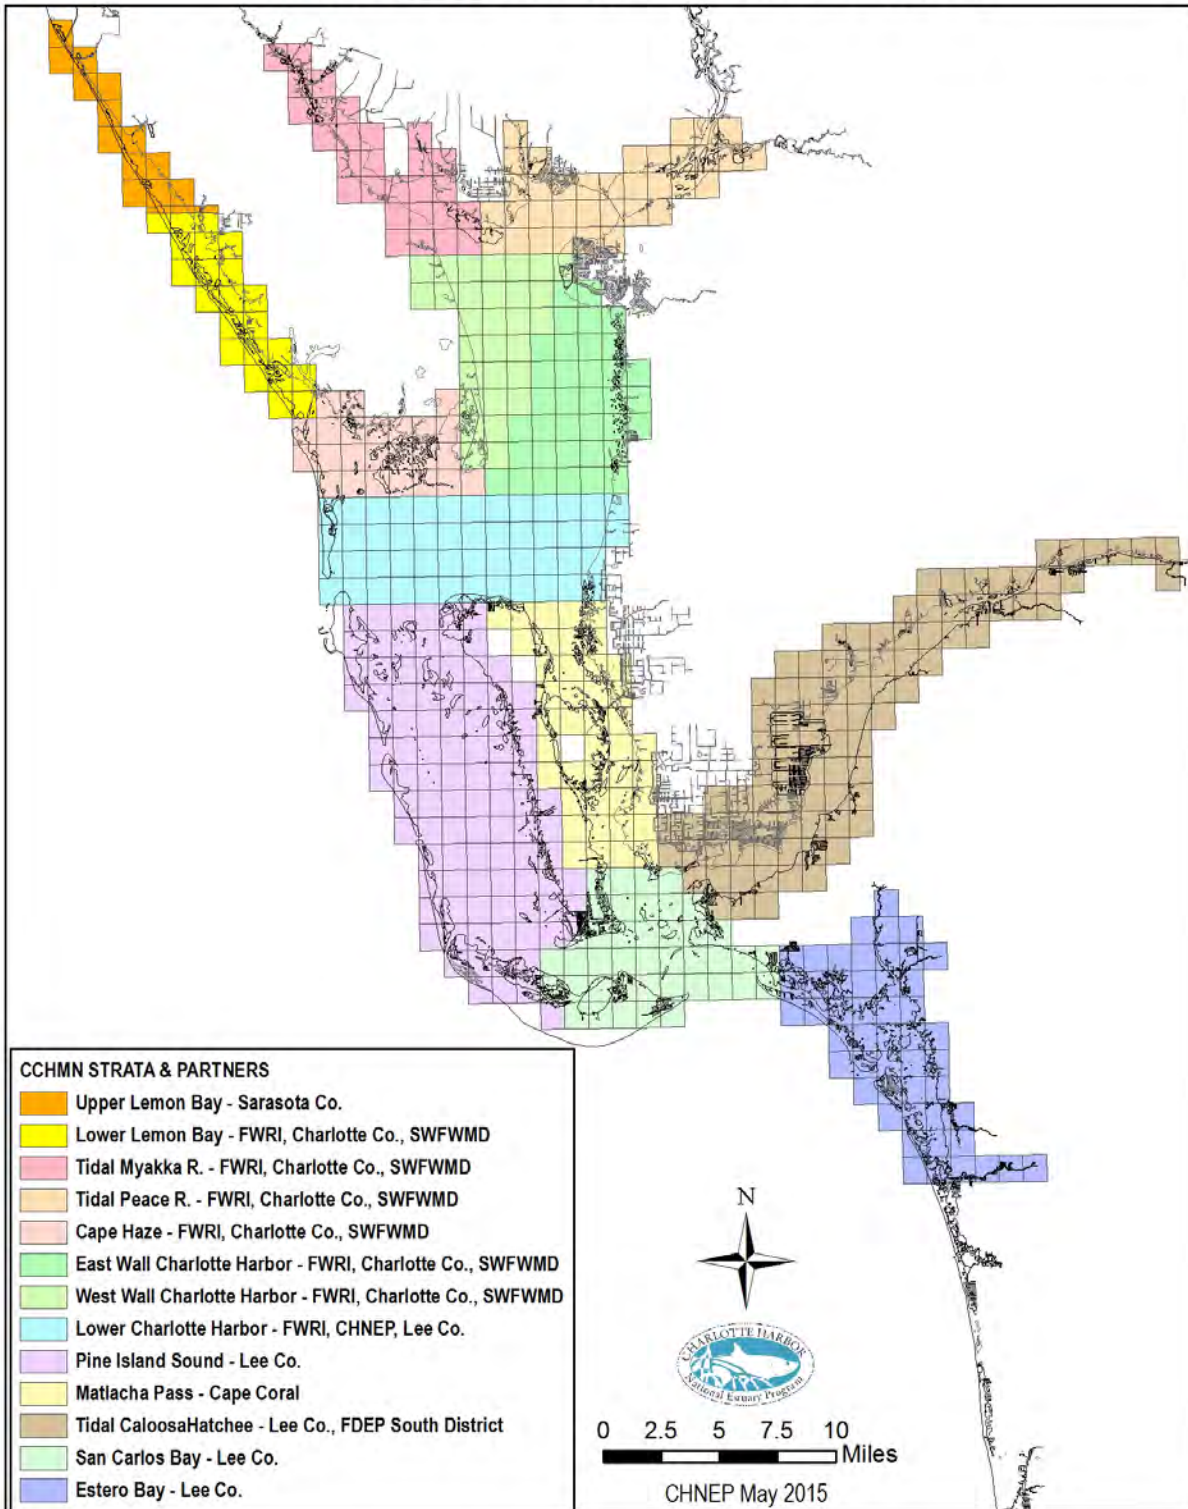 CCHMN STRATA & PARTNERS
Upper Lemon Bay - Sarasota Co.
Lower Lemon Bay - FWRI, Charlotte Co., SWFWMD
Tidal Myakka R. - FWRI, Charlotte Co., SWFWMD
Tidal Peace R. - FWRI, Charlotte Co., SWFWMD
Cape Haze - FWRI, Charlotte Co., SWFWMD
East Wall Charlotte Harbor - FWRI, Charlotte Co., SWFWMD
West Wall Charlotte Harbor - FWRI, Charlotte Co., SWFWMD
Lower Charlotte Harbor - FWRI, CHNEP, Lee Co.
Pine Island Sound - Lee Co.
Matlacha Pass - Cape Coral
Tidal CaloosaHatchee - Lee Co., FDEP South District
San Carlos Bay - Lee Co.
Estero Bay - Lee Co.
N
CHARLOTTE HARBOR
National Estuary Program
0 2.5 5 7.5 10
Miles
CHNEP May 2015